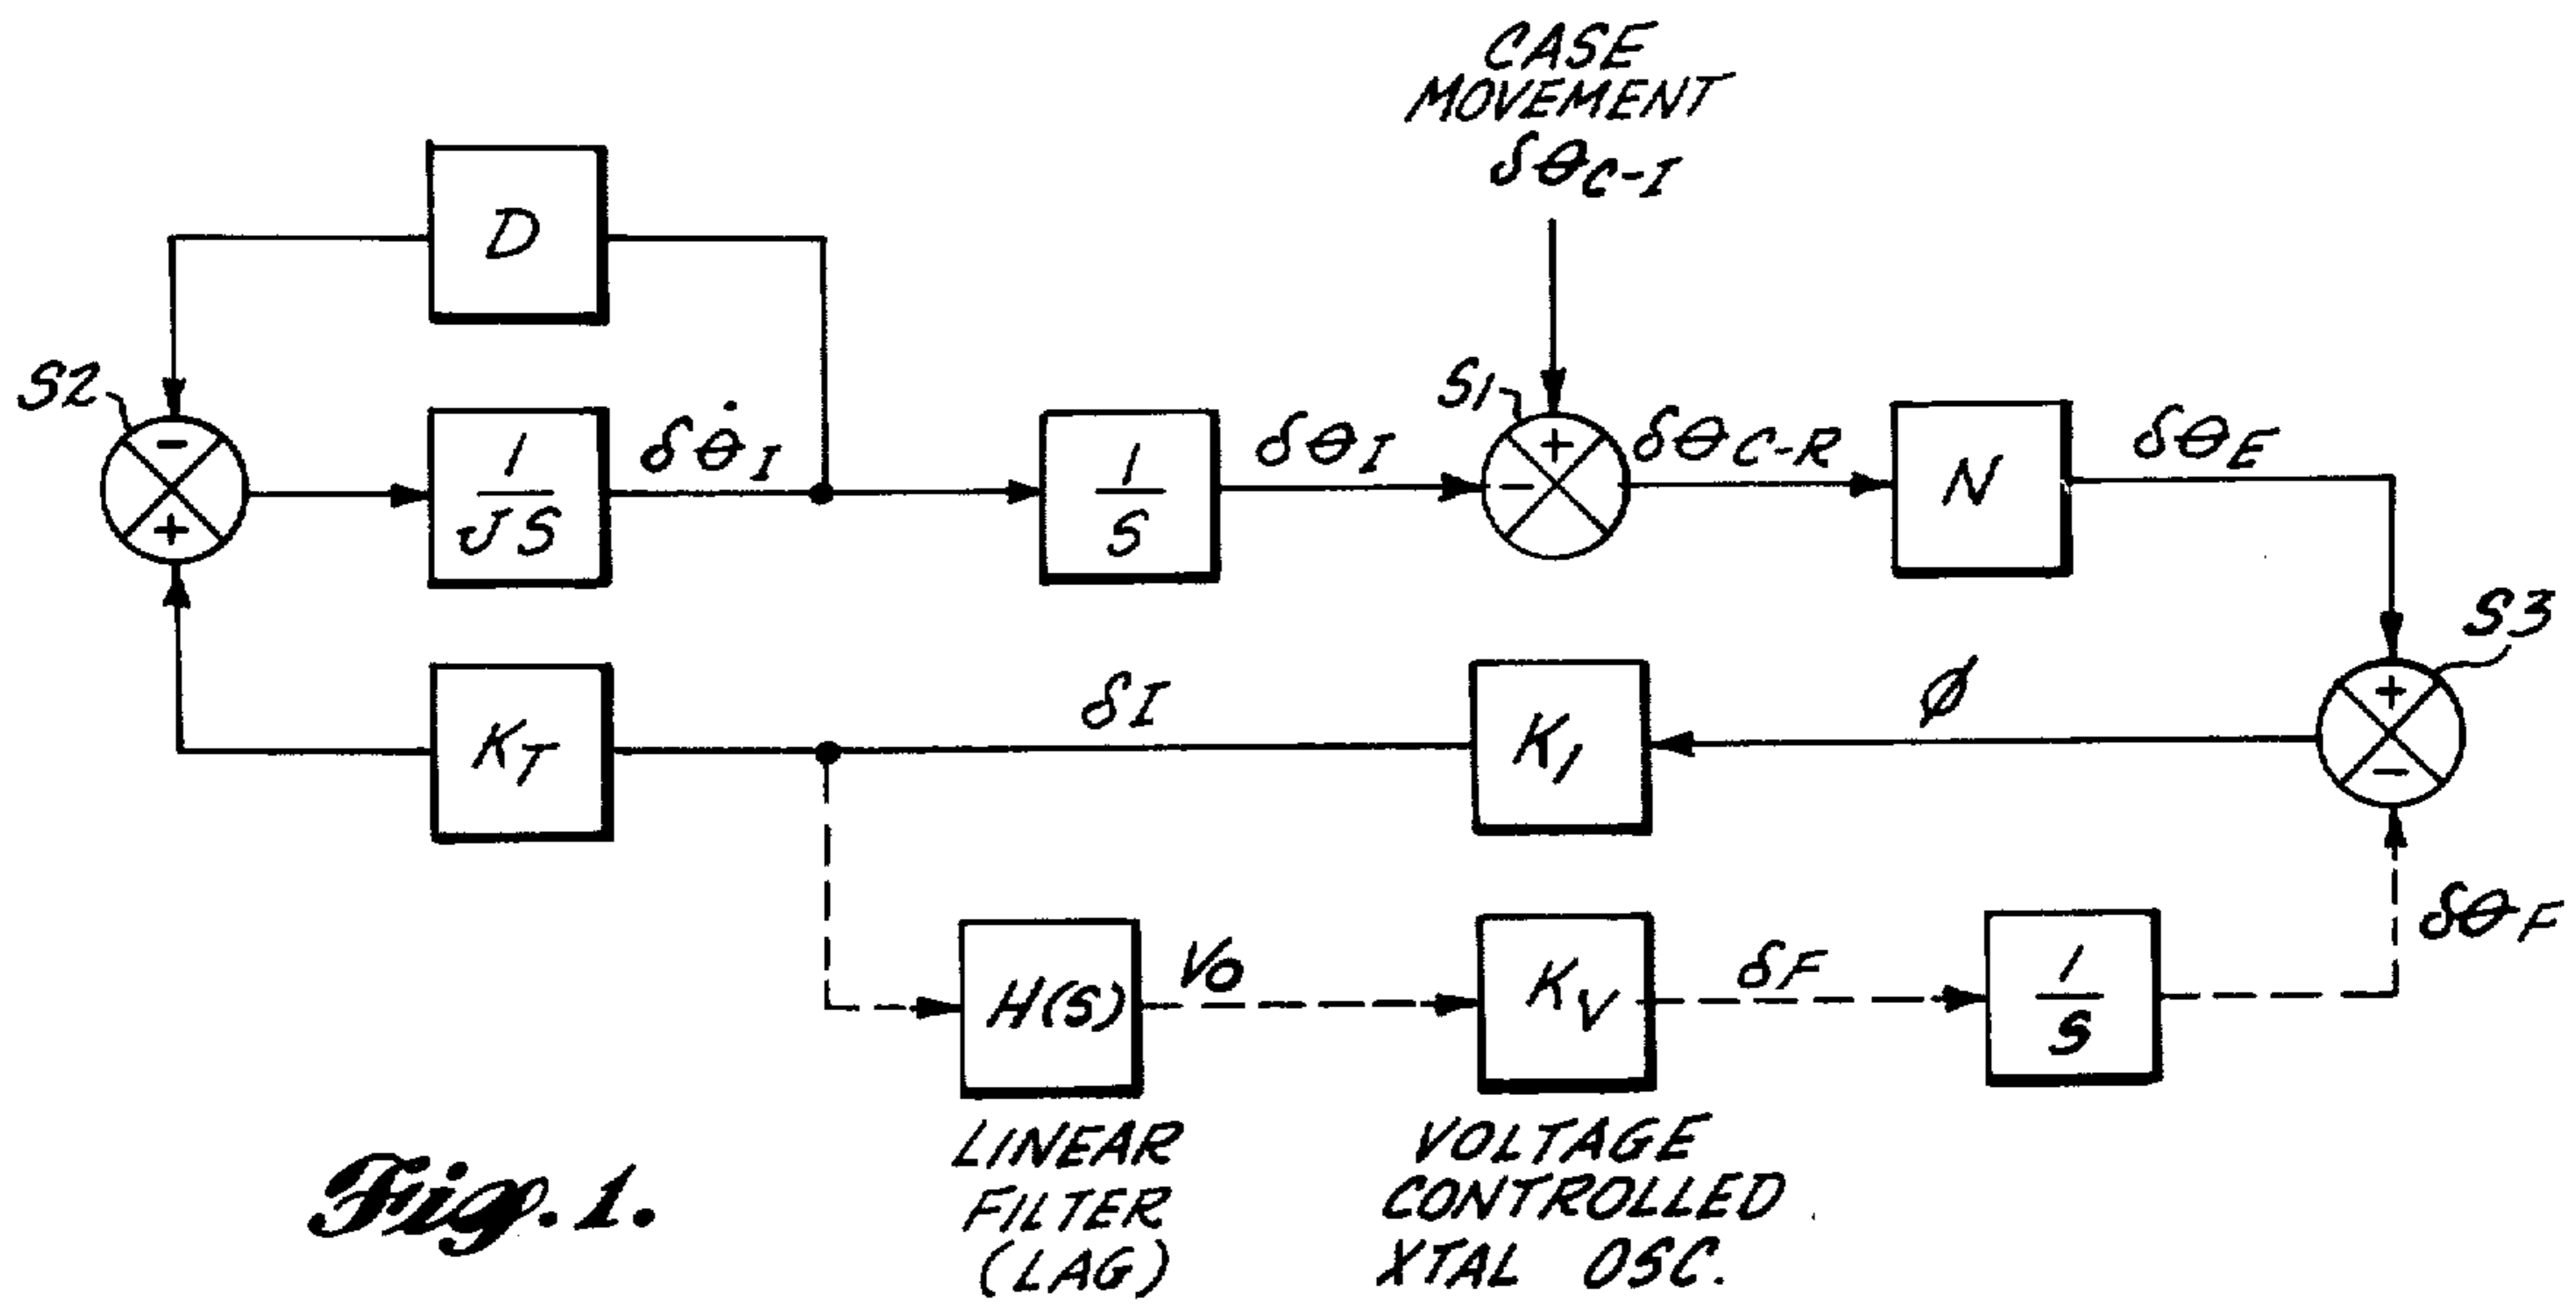 CASE
MOVEMENT
δθC-I
D
S2
-
+
1
JS
δθ̇I
1
S
δθI
S1
+
-
δθC-R
N
δθE
S3
+
-
KT
δI
K1
φ
H(S)
V0
KV
δF
1
S
δθF
LINEAR
FILTER
(LAG)
VOLTAGE
CONTROLLED
XTAL OSC.
Fig. 1.